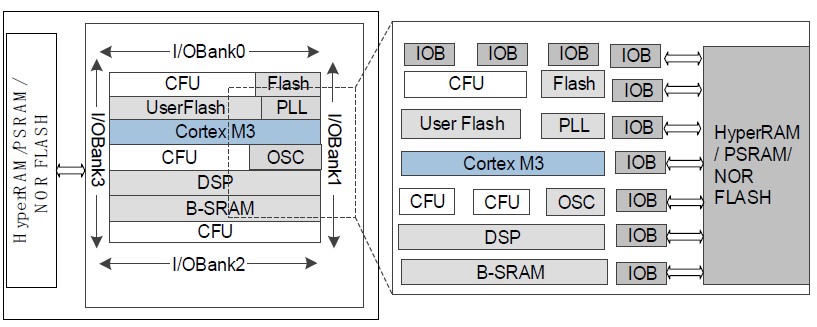 HyperRAM/PSRAM/
NOR FLASH
I/OBank0
I/OBank3
CFU
Flash
UserFlash
PLL
Cortex M3
CFU
OSC
DSP
B-SRAM
CFU
I/OBank1
I/OBank2
IOB
IOB
IOB
IOB
CFU
Flash
IOB
User Flash
PLL
IOB
Cortex M3
IOB
CFU
CFU
OSC
IOB
DSP
IOB
B-SRAM
IOB
HyperRAM
/ PSRAM/
NOR
FLASH